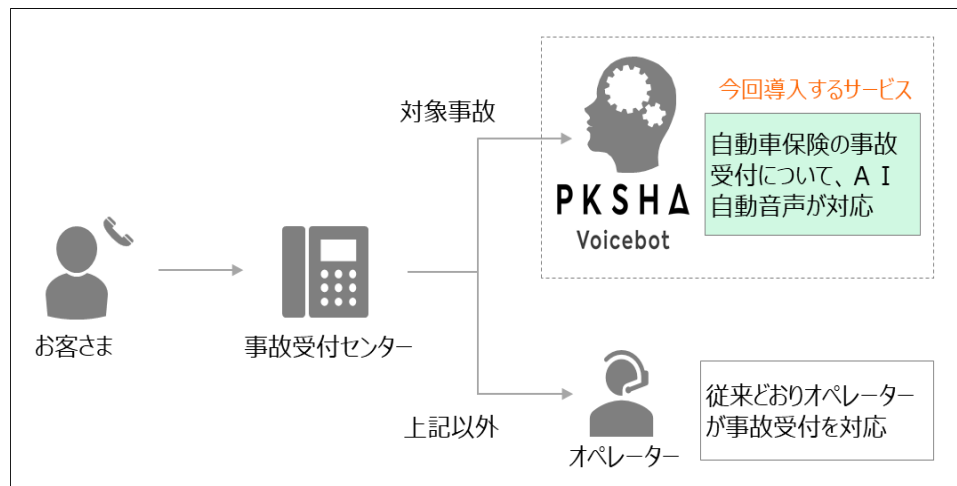 対象事故
今回導入するサービス
自動車保険の事故
受付について、ＡＩ
自動音声が対応
PKSHA
Voicebot
お客さま
事故受付センター
上記以外
オペレーター
従来どおりオペレーター
が事故受付を対応